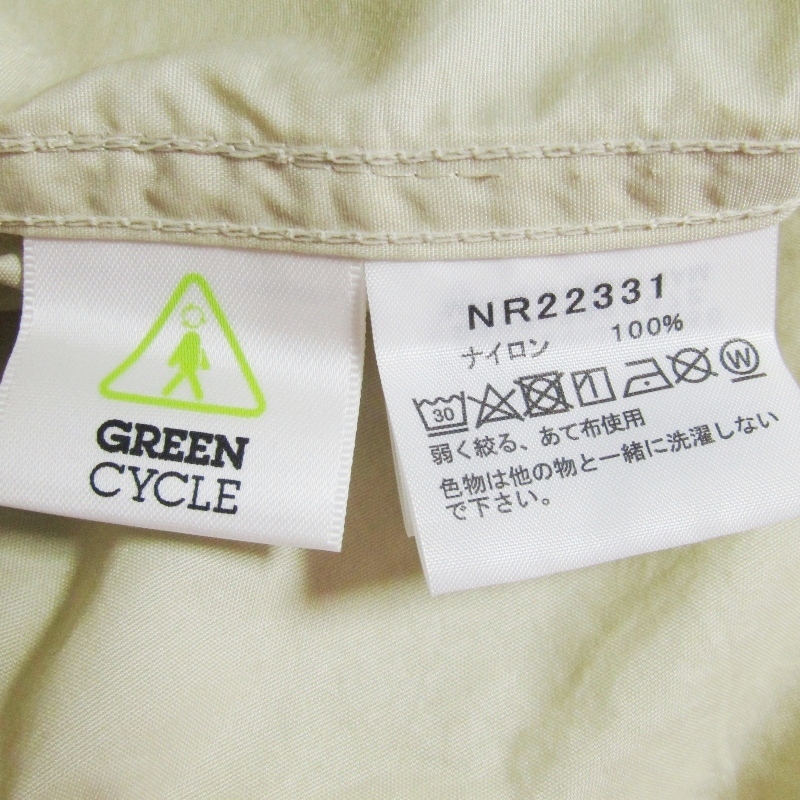 GREEN
CYCLE
NR22331
ナイロン 100%
30 W
弱く絞る、あて布使用
色物は他の物と一緒に洗濯しない
で下さい。